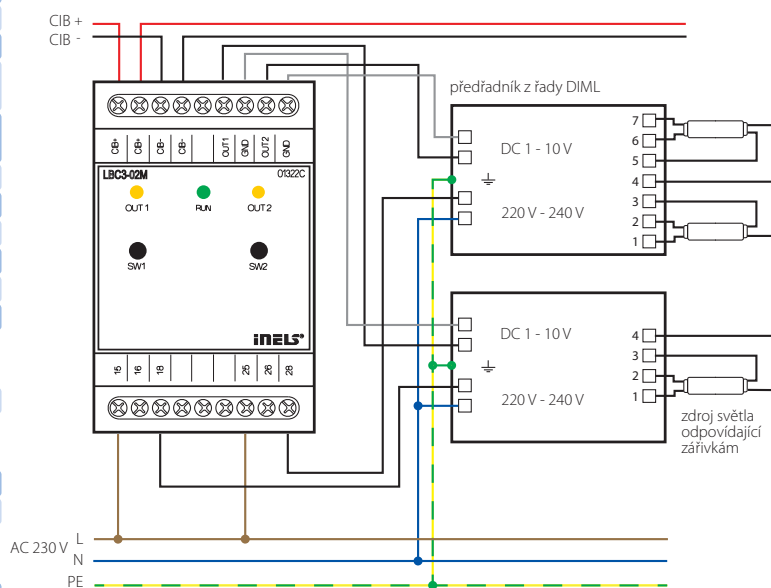 CIB +
CIB -
CIB+ CIB+ CIB- CIB- OUT1 GND OUT2 GND
LBC3-02M 01322C
OUT 1 RUN OUT 2
SW1 SW2
iNELS
15 16 18 25 26 28
předřadník z řady DIML
DC 1 - 10 V
220 V - 240 V
7
6
5
4
3
2
1
DC 1 - 10 V
220 V - 240 V
4
3
2
1
zdroj světla
odpovídající
zářivkám
AC 230 V L
N
PE